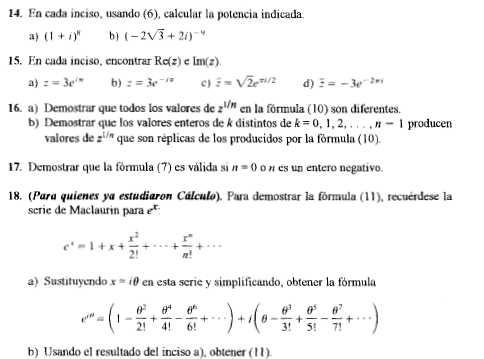 14. En cada inciso, usando (6), calcular la potencia indicada.
a) (1 + i)⁸ b) (−2√3 + 2i)⁻⁹
15. En cada inciso, encontrar Re(z) e Im(z).
a) z = 3e^{iπ} b) z = 3e^{−iπ} c) z̄ = √2e^{πi/2} d) z̄ = −3e^{−2πi}
16. a) Demostrar que todos los valores de z^{1/n} en la fórmula (10) son diferentes.
b) Demostrar que los valores enteros de k distintos de k = 0, 1, 2, . . . , n − 1 producen
valores de z^{1/n} que son réplicas de los producidos por la fórmula (10).
17. Demostrar que la fórmula (7) es válida si n = 0 o n es un entero negativo.
18. (Para quienes ya estudiaron Cálculo). Para demostrar la fórmula (11), recuérdese la
serie de Maclaurin para eˣ:
eˣ = 1 + x + x²/2! + · · · + xⁿ/n! + · · ·
a) Sustituyendo x = iθ en esta serie y simplificando, obtener la fórmula
e^{iθ} = (1 − θ²/2! + θ⁴/4! − θ⁶/6! + · · ·) + i(θ − θ³/3! + θ⁵/5! − θ⁷/7! + · · ·)
b) Usando el resultado del inciso a), obtener (11).